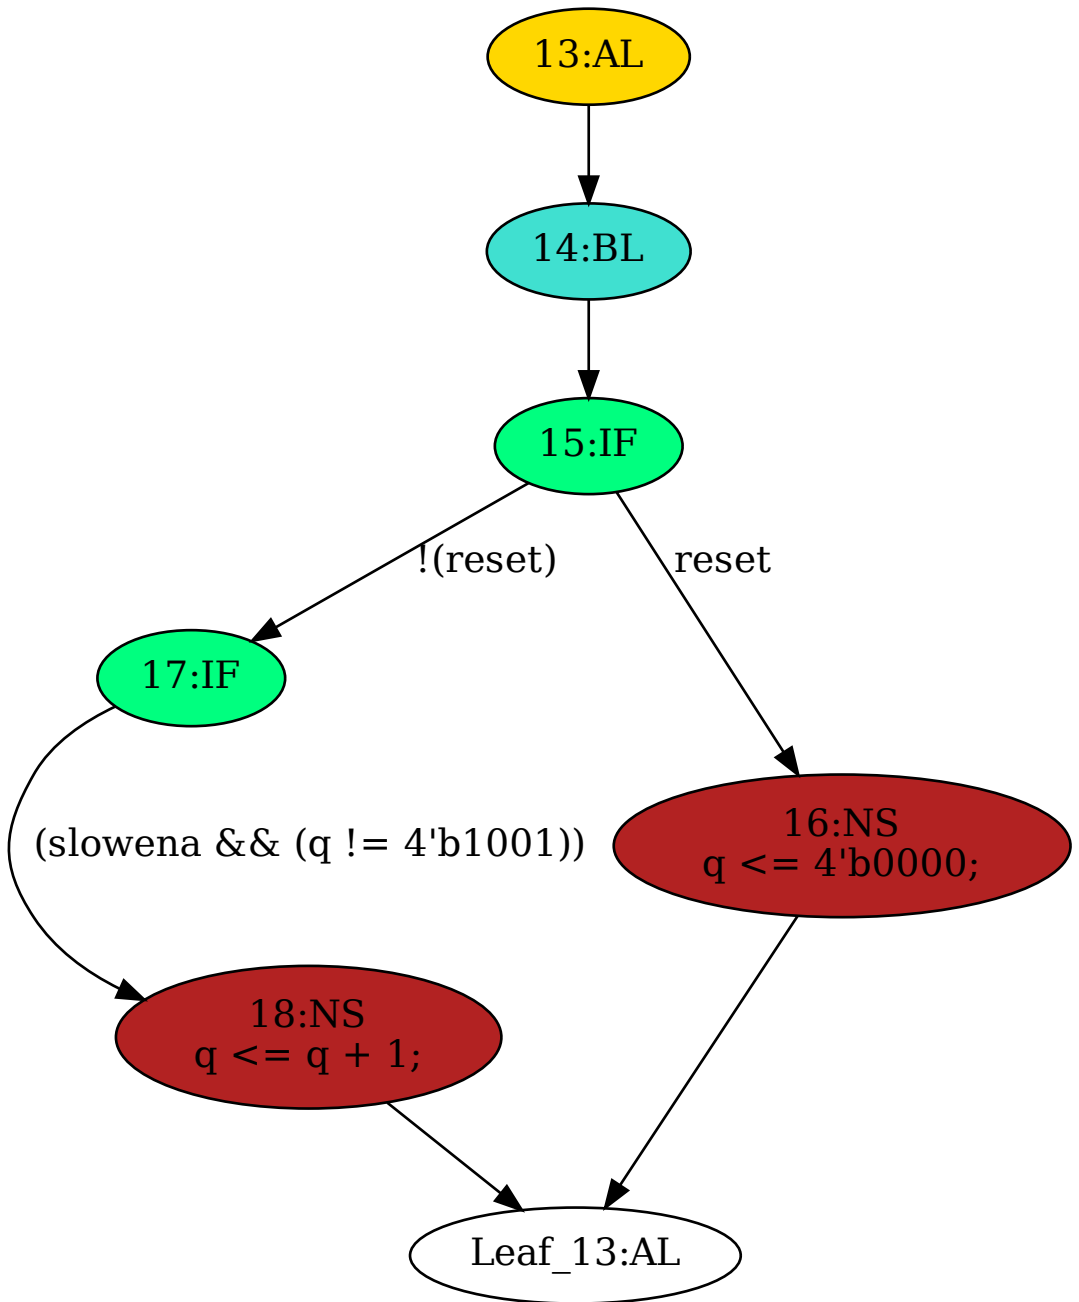 13:AL
14:BL
15:IF
!(reset)
reset
17:IF
(slowena && (q != 4'b1001))
16:NS
q <= 4'b0000;
18:NS
q <= q + 1;
Leaf_13:AL